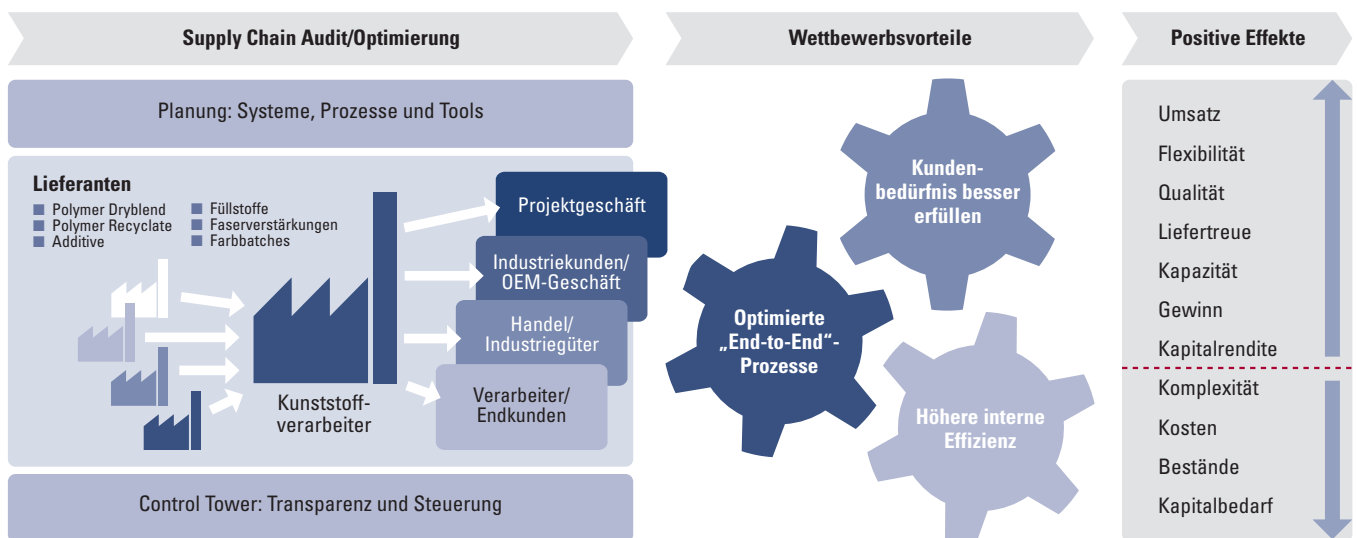 Supply Chain Audit/Optimierung
Planung: Systeme, Prozesse und Tools
Lieferanten
Polymer Dryblend
Polymer Recyclate
Additive
Füllstoffe
Faserverstärkungen
Farbbatches
Kunststoff-
verarbeiter
Projektgeschäft
Industriekunden/
OEM-Geschäft
Handel/
Industriegüter
Verarbeiter/
Endkunden
Control Tower: Transparenz und Steuerung
Wettbewerbsvorteile
Kunden-
bedürfnis besser
erfüllen
Optimierte
„End-to-End“-
Prozesse
Höhere interne
Effizienz
Positive Effekte
Umsatz
Flexibilität
Qualität
Liefertreue
Kapazität
Gewinn
Kapitalrendite
Komplexität
Kosten
Bestände
Kapitalbedarf